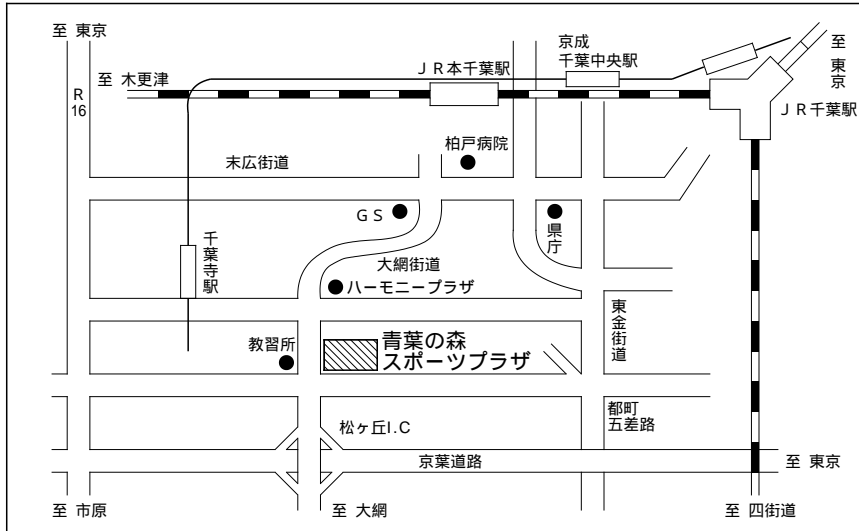 至 東京
至 木更津
R
16
ＪＲ本千葉駅
京成
千葉中央駅
至 東京
ＪＲ千葉駅
柏戸病院
末広街道
ＧＳ
県庁
千葉寺駅
大網街道
ハーモニープラザ
東金街道
教習所
青葉の森
スポーツプラザ
都町
五差路
松ヶ丘I.C
京葉道路
至 東京
至 市原
至 大網
至 四街道